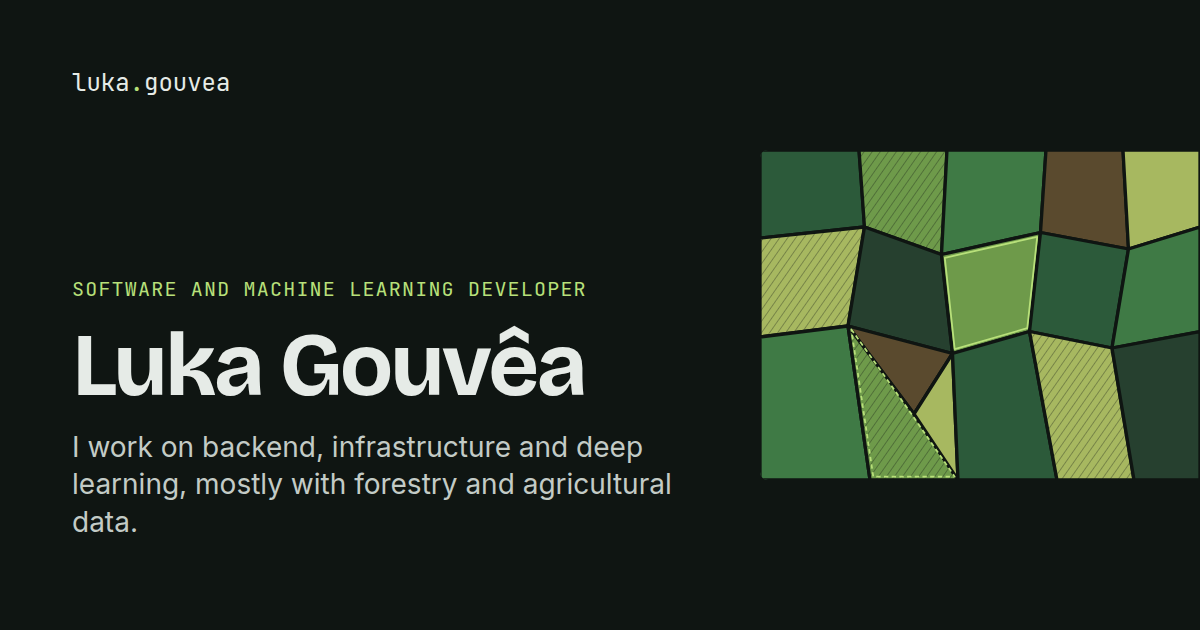 luka.gouvea
SOFTWARE AND MACHINE LEARNING DEVELOPER
Luka Gouvêa
I work on backend, infrastructure and deep
learning, mostly with forestry and agricultural
data.